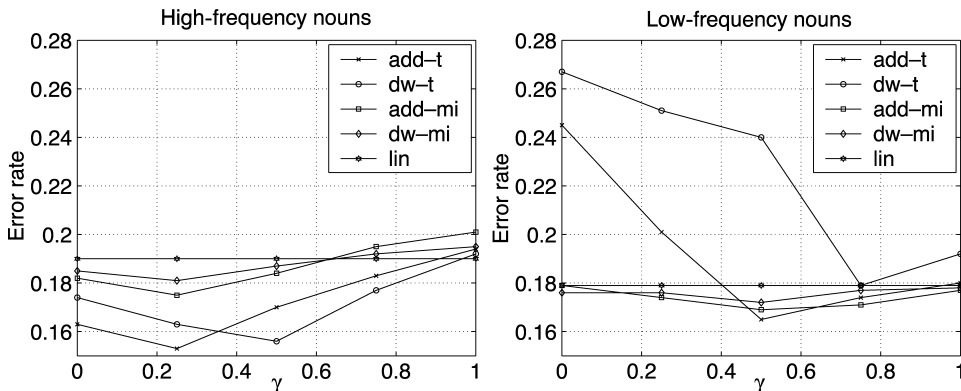 High-frequency nouns
0.28
0.26
0.24
0.22
0.2
0.18
0.16
Error rate
0 0.2 0.4 0.6 0.8 1
γ
add–t
dw–t
add–mi
dw–mi
lin
Low-frequency nouns
0.28
0.26
0.24
0.22
0.2
0.18
0.16
Error rate
0 0.2 0.4 0.6 0.8 1
γ
add–t
dw–t
add–mi
dw–mi
lin